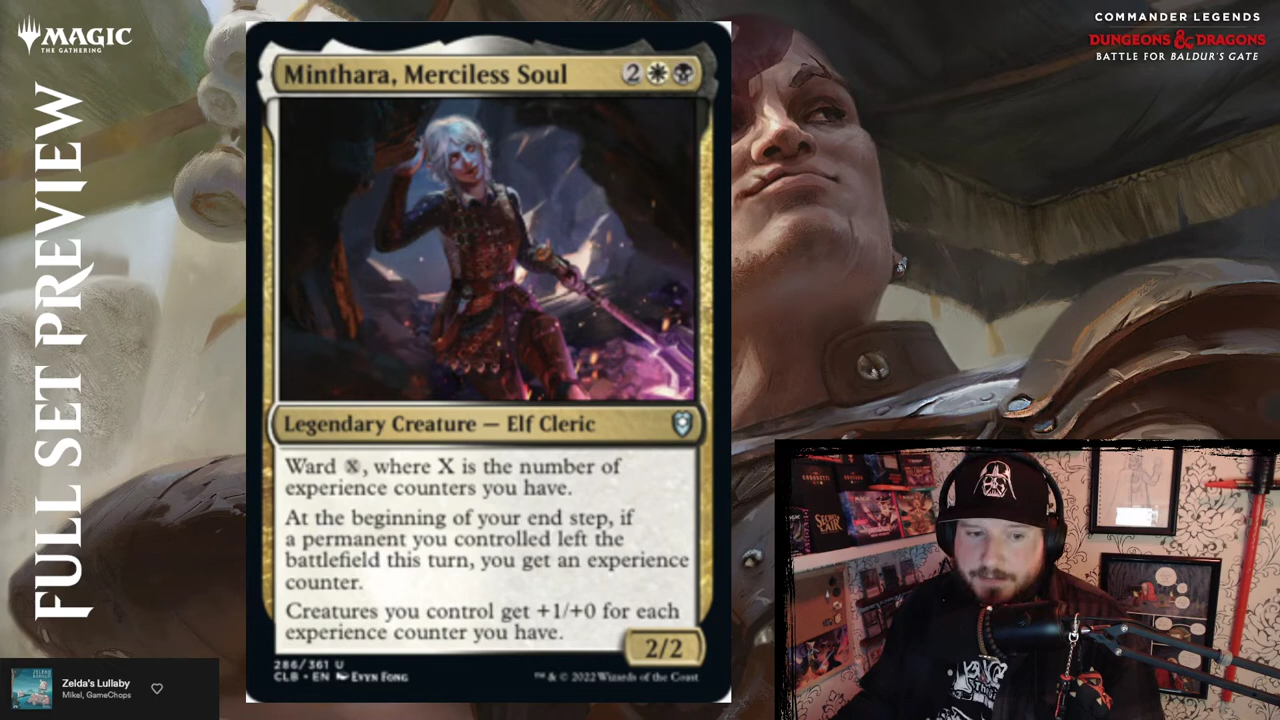 MAGIC
THE GATHERING
FULL SET PREVIEW
COMMANDER LEGENDS
DUNGEONS & DRAGONS
BATTLE FOR BALDUR'S GATE
Minthara, Merciless Soul 2
Legendary Creature — Elf Cleric
Ward X, where X is the number of
experience counters you have.
At the beginning of your end step, if
a permanent you controlled left the
battlefield this turn, you get an experience
counter.
Creatures you control get +1/+0 for each
experience counter you have.
2/2
286/361 U
CLB • EN Evyn Fong
™ & © 2022 Wizards of the Coast
Zelda's Lullaby
Mikel, GameChops
SECRET
LAIR